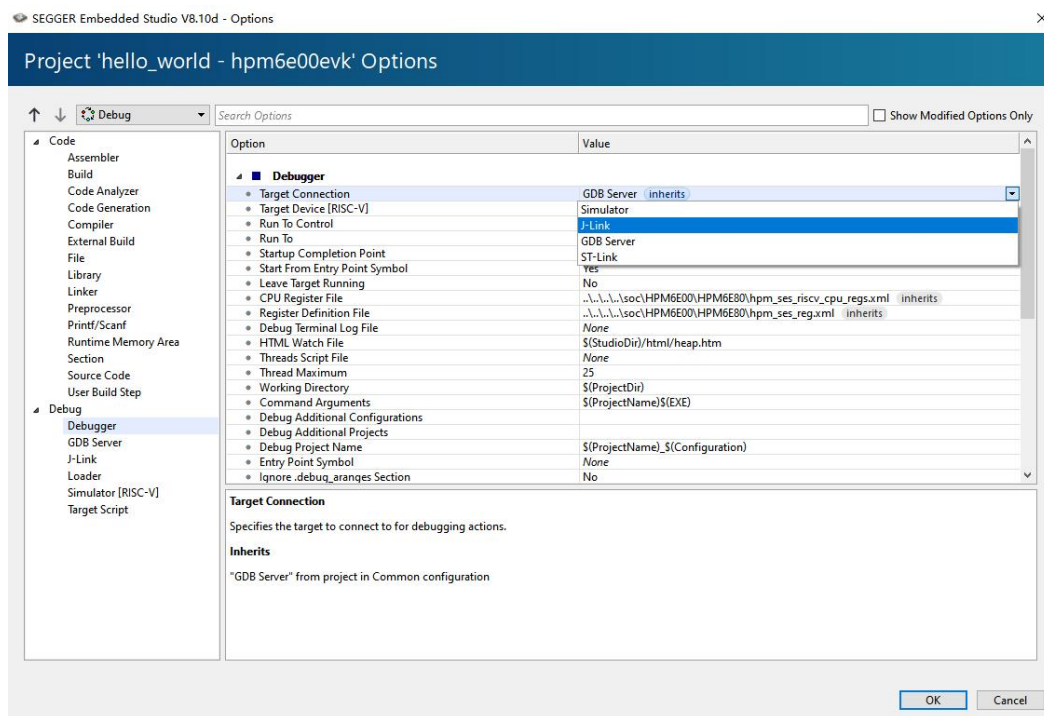 SEGGER Embedded Studio V8.10d - Options
Project 'hello_world - hpm6e00evk' Options
Debug
Search Options
Show Modified Options Only
Code
Assembler
Build
Code Analyzer
Code Generation
Compiler
External Build
File
Library
Linker
Preprocessor
Printf/Scanf
Runtime Memory Area
Section
Source Code
User Build Step
Debug
Debugger
GDB Server
J-Link
Loader
Simulator [RISC-V]
Target Script
Option Value
Debugger
Target Connection GDB Server inherits
Target Device [RISC-V]
Simulator
Run To Control
J-Link
Run To
GDB Server
Startup Completion Point
ST-Link
Start From Entry Point Symbol Yes
Leave Target Running No
CPU Register File ..\..\..\..\soc\HPM6E00\HPM6E80\hpm_ses_riscv_cpu_regs.xml inherits
Register Definition File ..\..\..\..\soc\HPM6E00\HPM6E80\hpm_ses_reg.xml inherits
Debug Terminal Log File None
HTML Watch File $(StudioDir)/html/heap.htm
Threads Script File None
Thread Maximum 25
Working Directory $(ProjectDir)
Command Arguments $(ProjectName)$(EXE)
Debug Additional Configurations
Debug Additional Projects
Debug Project Name $(ProjectName)_$(Configuration)
Entry Point Symbol None
Ignore .debug_aranges Section No
Target Connection
Specifies the target to connect to for debugging actions.
Inherits
"GDB Server" from project in Common configuration
OK Cancel